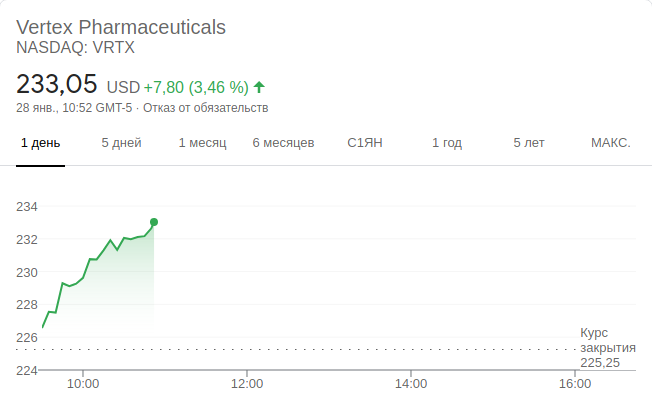 Vertex Pharmaceuticals
NASDAQ: VRTX
233,05 USD +7,80 (3,46 %)
28 янв., 10:52 GMT-5 · Отказ от обязательств
1 день 5 дней 1 месяц 6 месяцев С1ЯН 1 год 5 лет МАКС.
234
232
230
228
226
Курс
закрытия
225,25
224
10:00 12:00 14:00 16:00